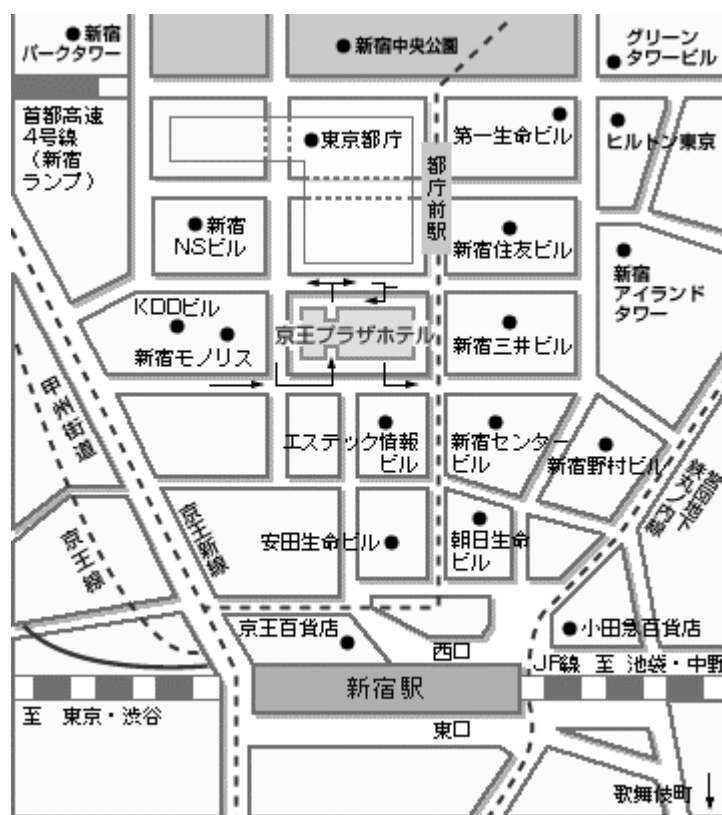 新宿
パークタワー
新宿中央公園
グリーン
タワービル
首都高速
4号線
（新宿
ランプ）
東京都庁
第一生命ビル
ヒルトン東京
都庁前駅
新宿
NSビル
新宿住友ビル
新宿
アイランド
タワー
KDDビル
新宿モノリス
京王プラザホテル
新宿三井ビル
甲州街道
エステック情報
ビル
新宿センター
ビル
新宿野村ビル
営団地下
鉄丸ノ内線
京王線
京王新線
安田生命ビル
朝日生命
ビル
京王百貨店
西口
小田急百貨店
JR線 至 池袋・中野
新宿駅
至 東京・渋谷
東口
歌舞伎町